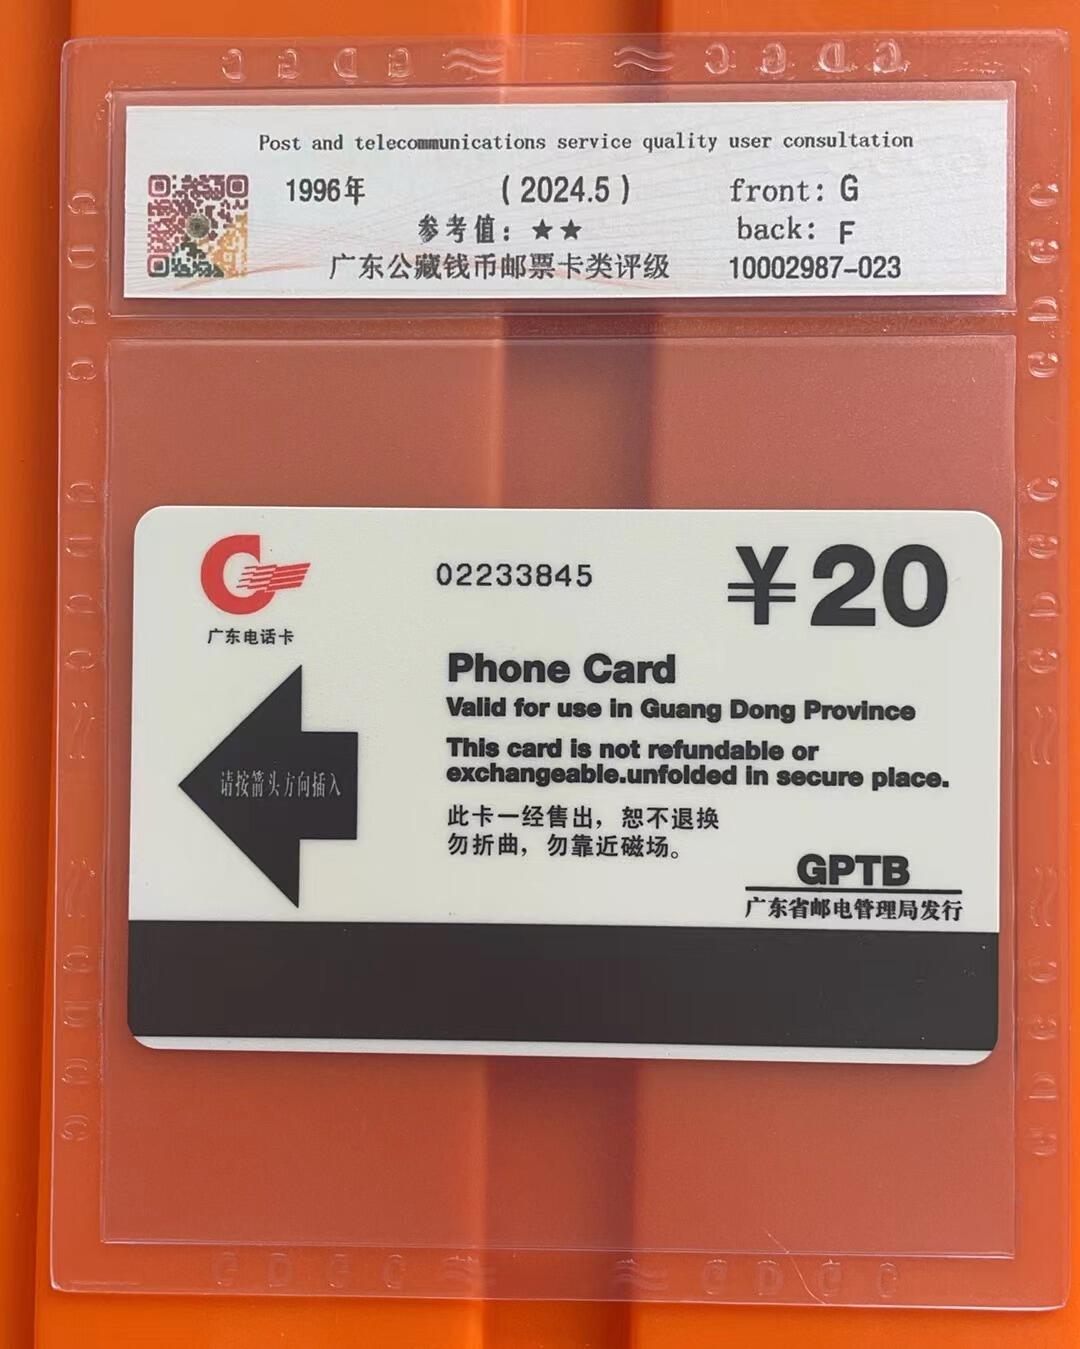 Post and telecommunications service quality user consultation
1996年 (2024.5) front: G
参考值: ★★ back: F
广东公藏钱币邮票卡类评级 10002987-023
02233845
¥20
广东电话卡
Phone Card
Valid for use in Guang Dong Province
This card is not refundable or
exchangeable.unfolded in secure place.
请按箭头方向插入
此卡一经售出，恕不退换
勿折曲，勿靠近磁场。
GPTB
广东省邮电管理局发行